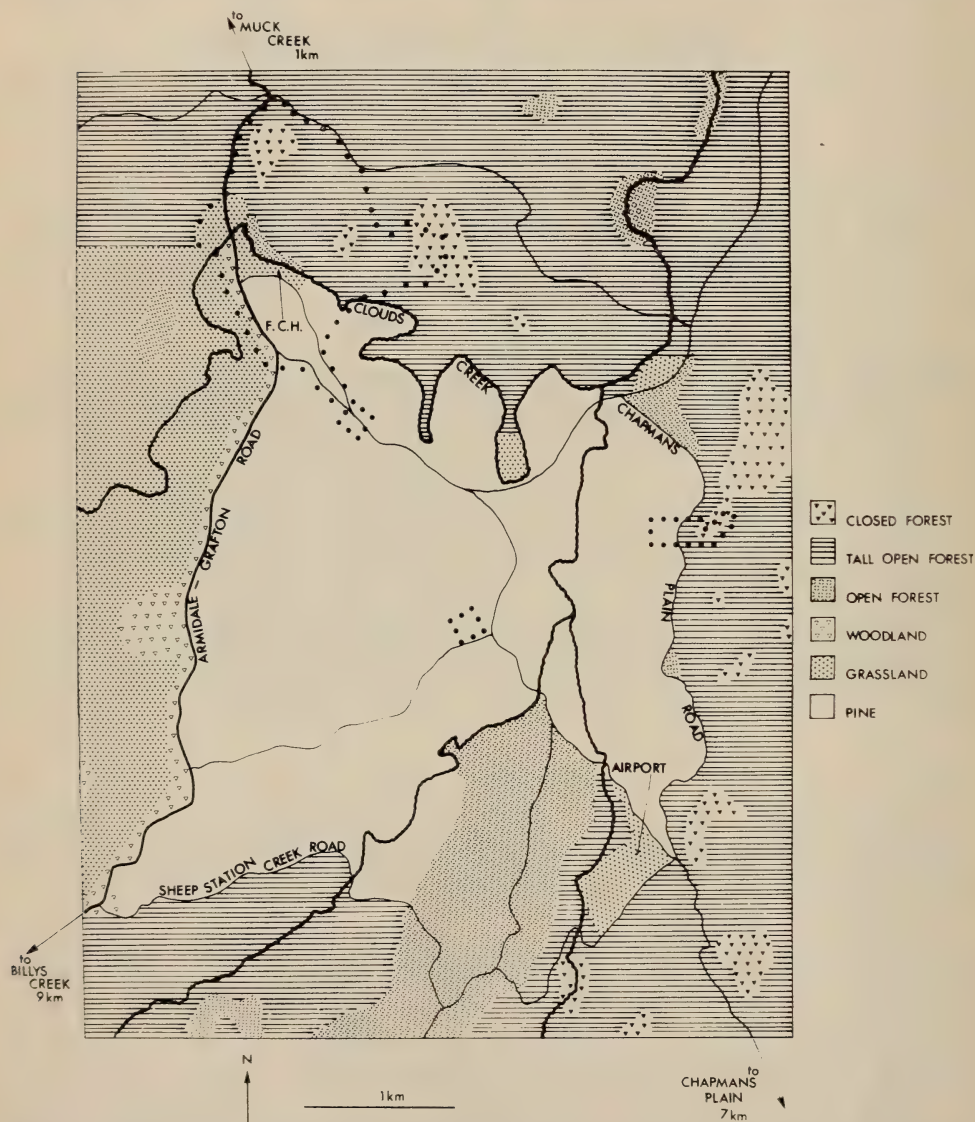 to
MUCK
CREEK
1km
F.C.H.
CLOUDS
CREEK
CHAPMANS
PLAIN
ROAD
ARMIDALE – GRAFTON
ROAD
AIRPORT
SHEEP STATION CREEK ROAD
CLOSED FOREST
TALL OPEN FOREST
OPEN FOREST
WOODLAND
GRASSLAND
PINE
to
BILLYS
CREEK
9km
N
1km
to
CHAPMANS
PLAIN
7km